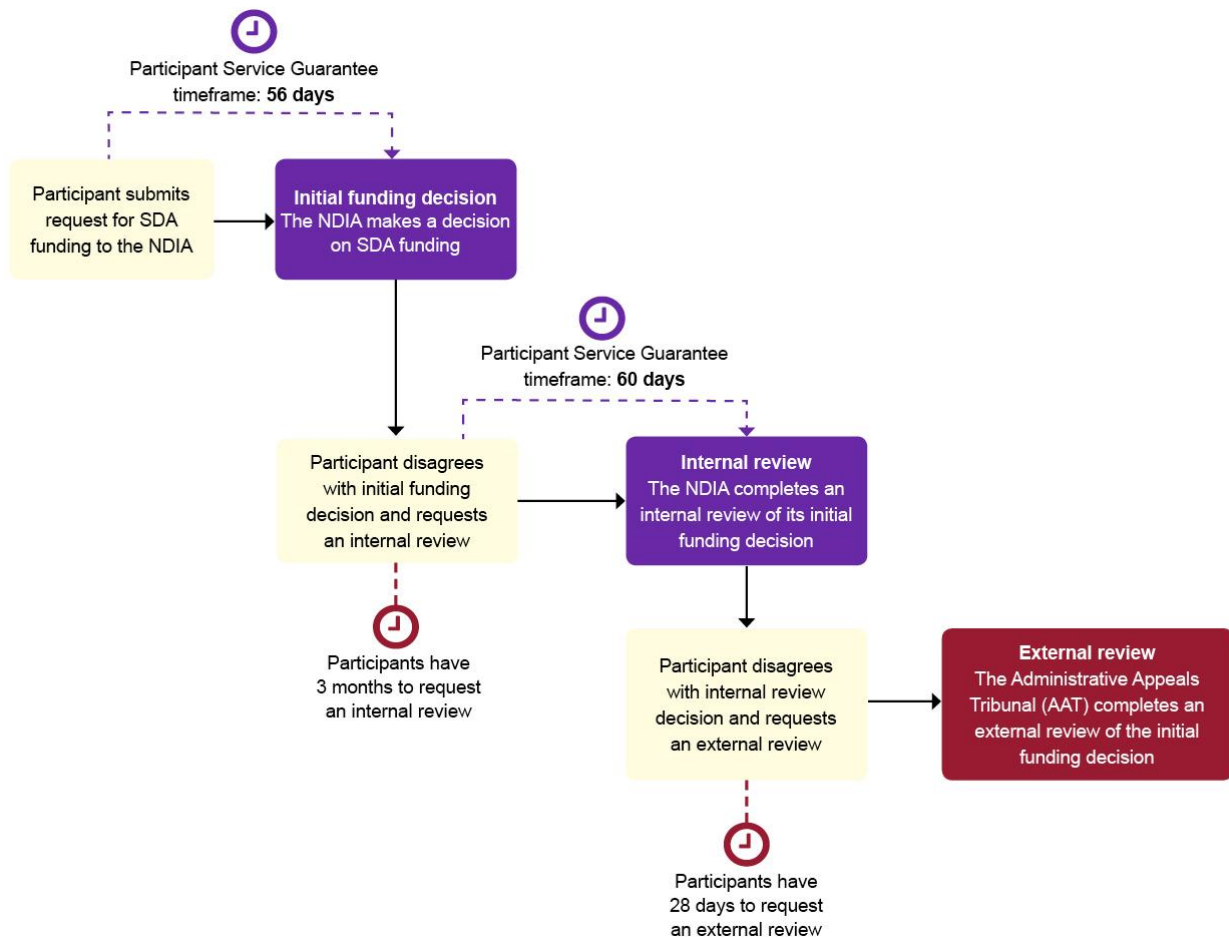 Participant Service Guarantee
timeframe: 56 days
Participant submits
request for SDA
funding to the NDIA
Initial funding decision
The NDIA makes a decision
on SDA funding
Participant Service Guarantee
timeframe: 60 days
Participant disagrees
with initial funding
decision and requests
an internal review
Internal review
The NDIA completes an
internal review of its initial
funding decision
Participants have
3 months to request
an internal review
Participant disagrees
with internal review
decision and requests
an external review
External review
The Administrative Appeals
Tribunal (AAT) completes an
external review of the initial
funding decision
Participants have
28 days to request
an external review